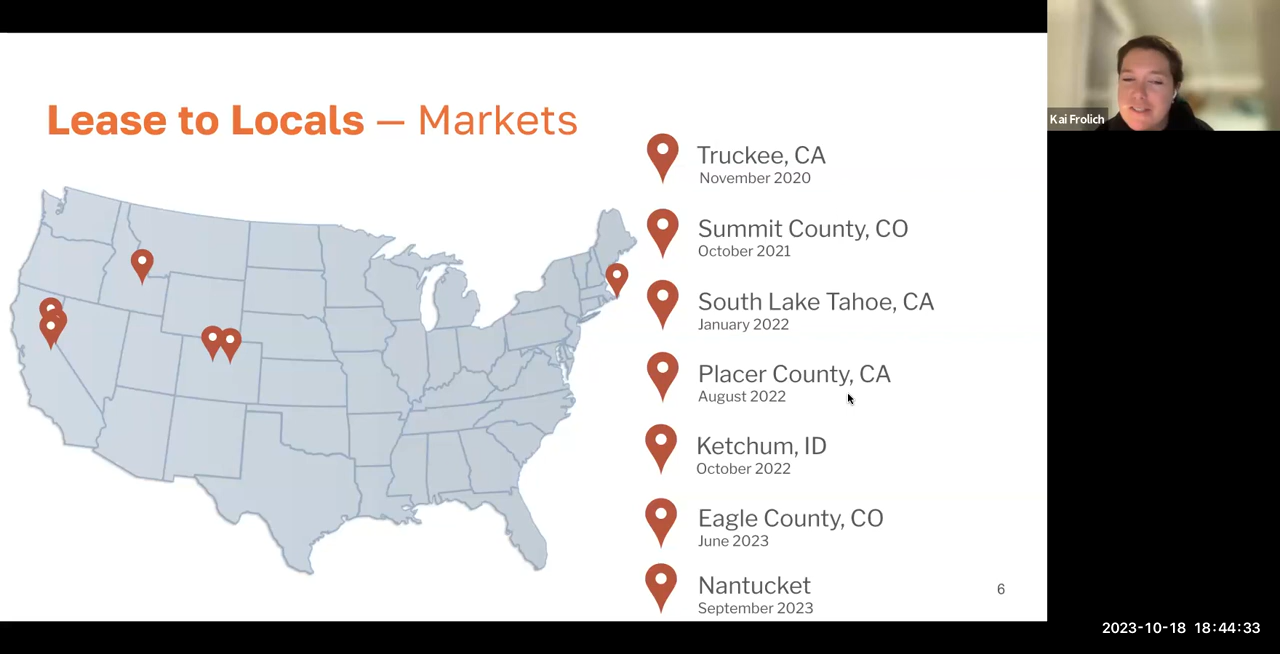 Lease to Locals — Markets
Truckee, CA
November 2020
Summit County, CO
October 2021
South Lake Tahoe, CA
January 2022
Placer County, CA
August 2022
Ketchum, ID
October 2022
Eagle County, CO
June 2023
Nantucket
September 2023
6
Kai Frolich
2023-10-18 18:44:33